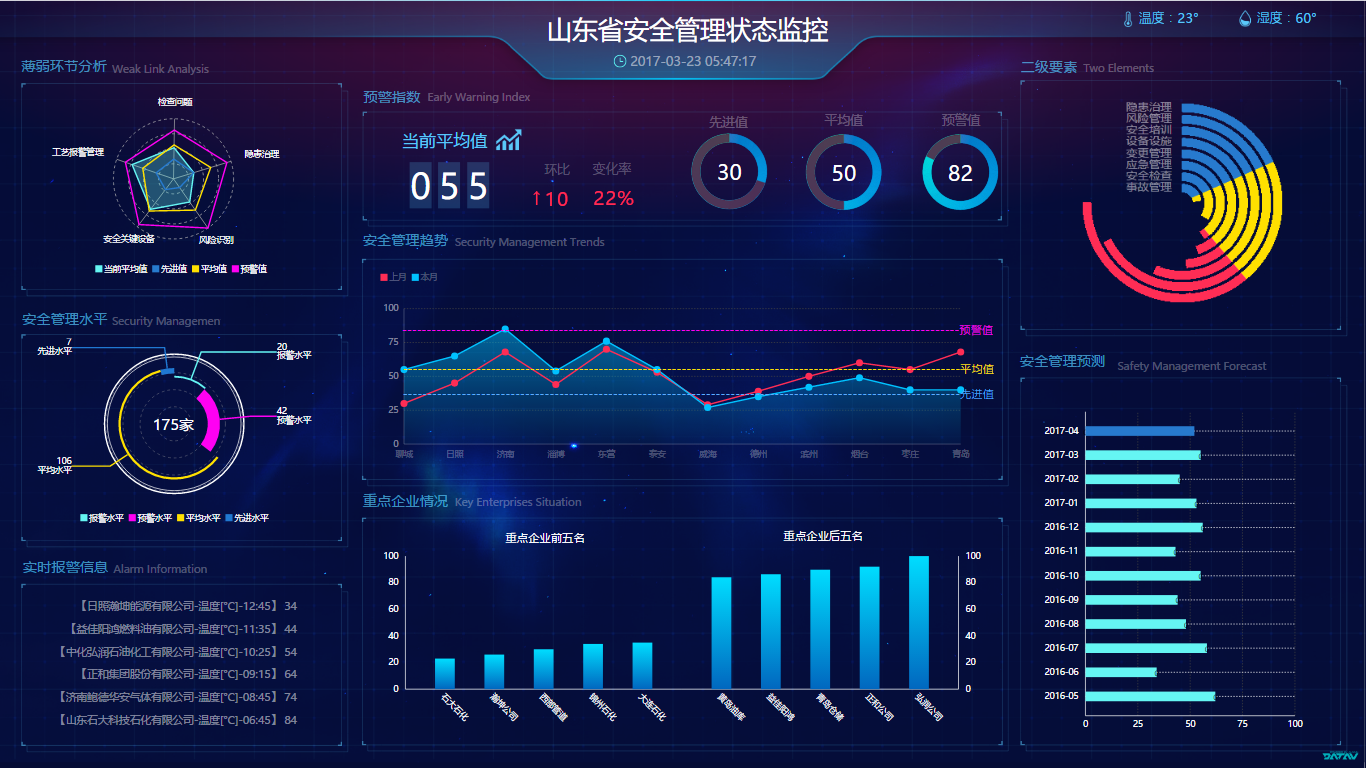 山东省安全管理状态监控
2017-03-23 05:47:17
温度：23°
湿度：60°
薄弱环节分析 Weak Link Analysis
检查问题
工艺报警管理
隐患治理
安全关键设备
风险识别
当前平均值 先进值 平均值 预警值
安全管理水平 Security Managemen
7
先进水平
20
报警水平
175家
42
预警水平
106
平均水平
报警水平 预警水平 平均水平 先进水平
实时报警信息 Alarm Information
【日照瀚坤能源有限公司-温度[℃]-12:45】34
【益佳阳鸿燃料油有限公司-温度[℃]-11:35】44
【中化弘润石油化工有限公司-温度[℃]-10:25】54
【正和集团股份有限公司-温度[℃]-09:15】64
【济南鲍德华安气体有限公司-温度[℃]-08:45】74
【山东石大科技石化有限公司-温度[℃]-06:45】84
预警指数 Early Warning Index
当前平均值
055
环比 变化率
↑10 22%
先进值 平均值 预警值
30 50 82
安全管理趋势 Security Management Trends
上月 本月
100
75
50
25
0
预警值
平均值
先进值
聊城 日照 济南 淄博 东营 泰安 威海 德州 滨州 烟台 枣庄 青岛
重点企业情况 Key Enterprises Situation
重点企业前五名
重点企业后五名
100
80
60
40
20
0
石大石化 瀚坤公司 西部管道 锦州石化 大连石化
黄岛油库 益佳阳鸿 青岛仓储 正和公司 弘润公司
100
80
60
40
20
0
二级要素 Two Elements
隐患治理
风险管理
安全培训
设备设施
变更管理
应急管理
安全检查
事故管理
安全管理预测 Safety Management Forecast
2017-04
2017-03
2017-02
2017-01
2016-12
2016-11
2016-10
2016-09
2016-08
2016-07
2016-06
2016-05
0 25 50 75 100
DATAV